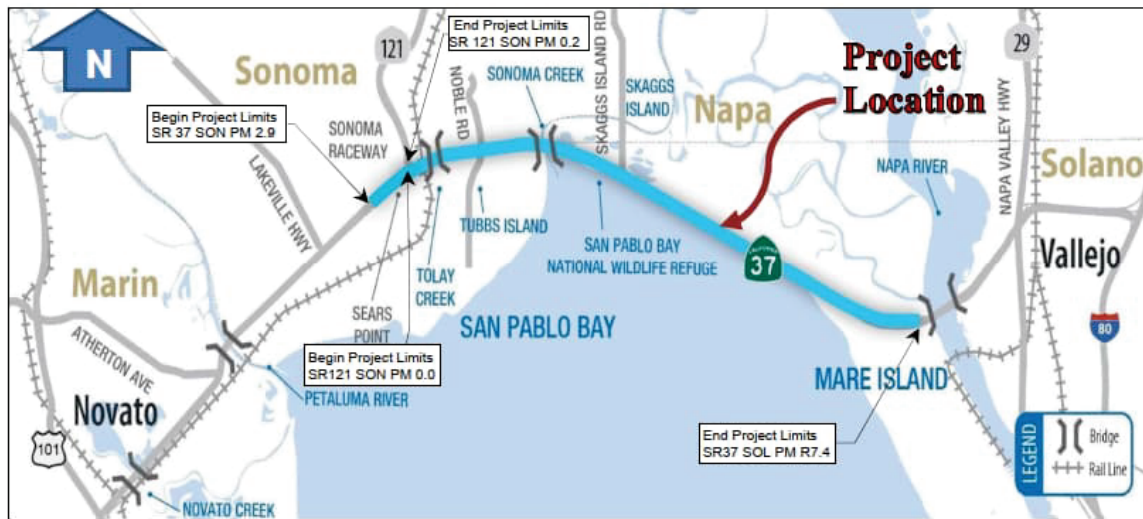 N
Sonoma
121
End Project Limits
SR 121 SON PM 0.2
NOBLE RD
SONOMA
CREEK
SKAGGS ISLAND RD
SKAGGS
ISLAND
Napa
Project
Location
29
NAPA VALLEY HWY
Begin Project Limits
SR 37 SON PM 2.9
SONOMA
RACEWAY
LAKEVILLE HWY
NAPA
RIVER
Solano
TUBBS ISLAND
SAN PABLO BAY
NATIONAL WILDLIFE REFUGE
CALIFORNIA
37
Vallejo
Marin
TOLAY
CREEK
SEARS
POINT
SAN PABLO BAY
80
ATHERTON AVE
Begin Project Limits
SR121 SON PM 0.0
MARE ISLAND
PETALUMA RIVER
Novato
101
End Project Limits
SR37 SOL PM R7.4
LEGEND
Bridge
Rail Line
NOVATO CREEK